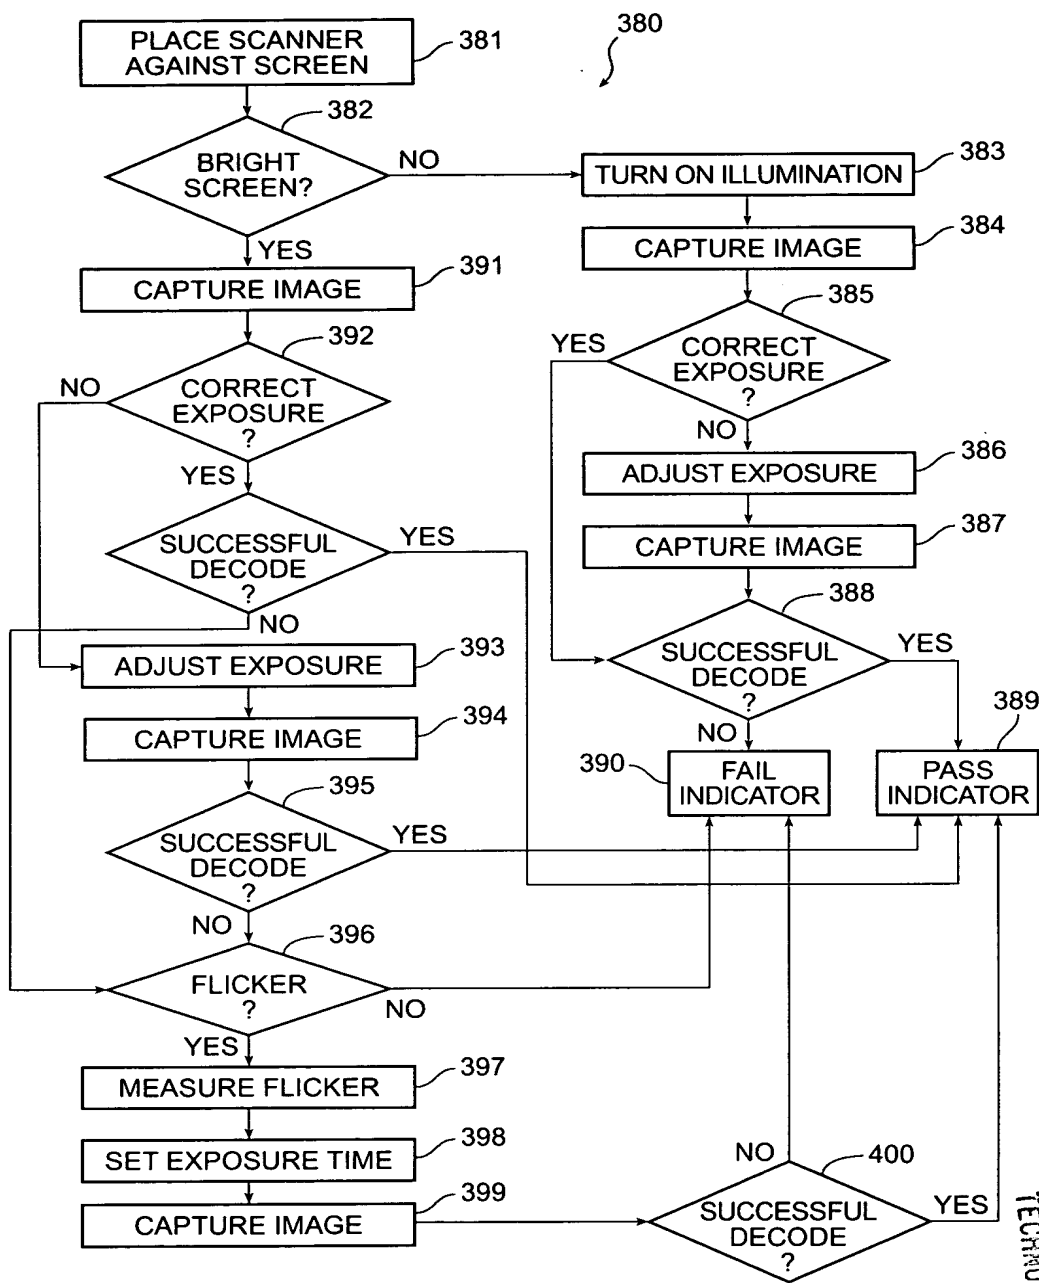 380
PLACE SCANNER
AGAINST SCREEN
381
382
BRIGHT
SCREEN?
NO
YES
TURN ON ILLUMINATION
383
CAPTURE IMAGE
384
385
CORRECT
EXPOSURE
?
YES
NO
ADJUST EXPOSURE
386
CAPTURE IMAGE
387
388
SUCCESSFUL
DECODE
?
YES
NO
389
PASS
INDICATOR
390
FAIL
INDICATOR
CAPTURE IMAGE
391
392
CORRECT
EXPOSURE
?
NO
YES
SUCCESSFUL
DECODE
?
YES
NO
ADJUST EXPOSURE
393
CAPTURE IMAGE
394
395
SUCCESSFUL
DECODE
?
YES
NO
396
FLICKER
?
NO
YES
MEASURE FLICKER
397
SET EXPOSURE TIME
398
CAPTURE IMAGE
399
400
SUCCESSFUL
DECODE
?
NO
YES